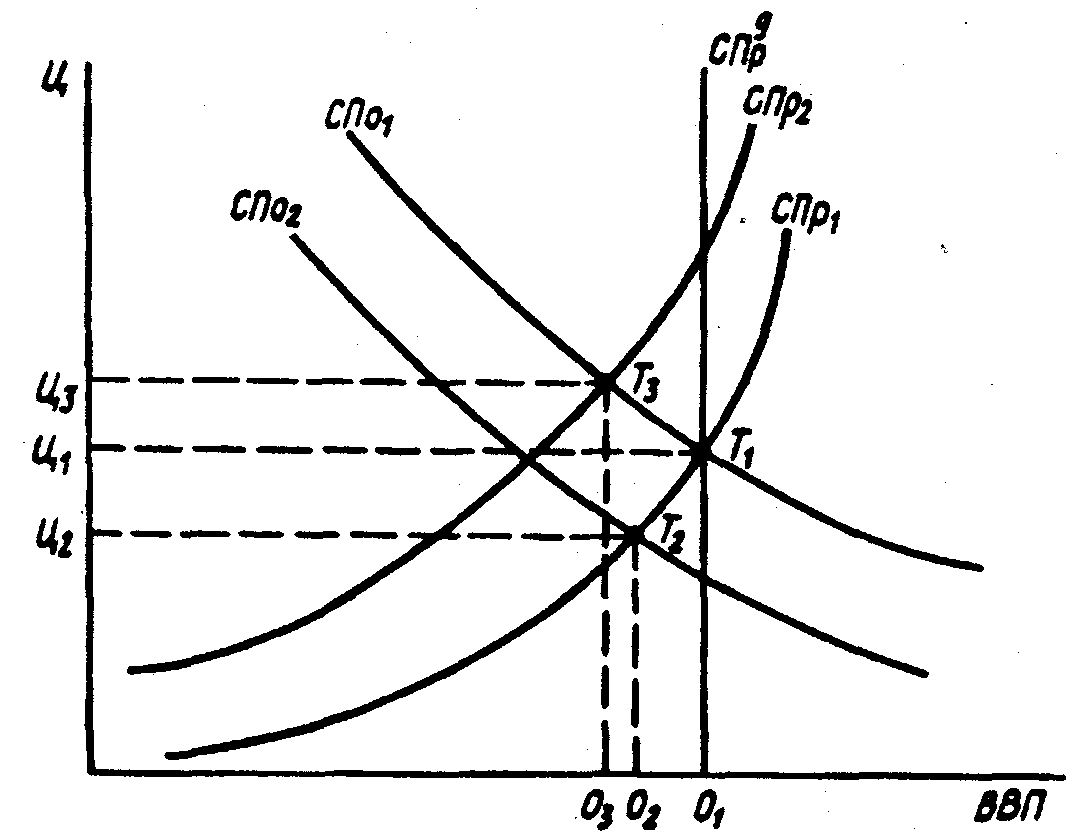 СПр^д
Ц
СПр₂
СПо₁
СПо₂
СПр₁
Ц₃
Т₃
Ц₁
Т₁
Ц₂
Т₂
О₃ О₂ О₁ ВВП